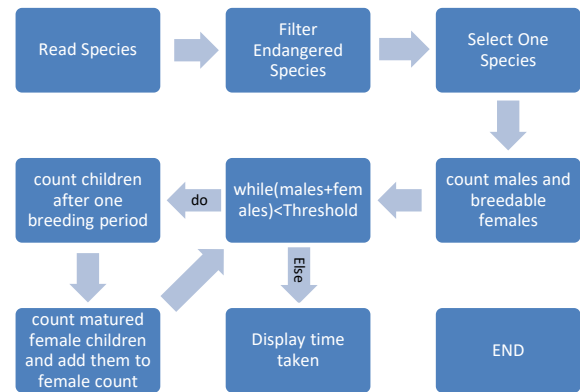 Read Species
Filter
Endangered
Species
Select One
Species
count males and
breedable
females
while(males+fem
ales)<Threshold
do
count children
after one
breeding period
count matured
female children
and add them to
female count
Else
Display time
taken
END